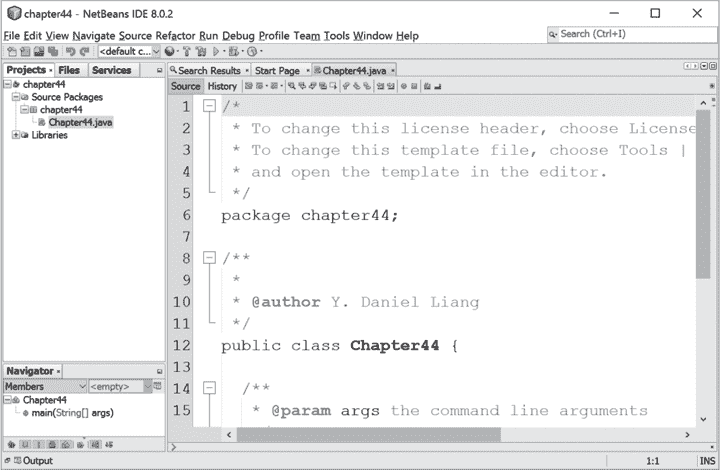 chapter44 - NetBeans IDE 8.0.2
File Edit View Navigate Source Refactor Run Debug Profile Team Tools Window Help
Search (Ctrl+I)
<default c...>
Projects Files Services
chapter44
Source Packages
chapter44
Chapter44.java
Libraries
Search Results Start Page Chapter44.java
Source History
1 /*
2 * To change this license header, choose License
3 * To change this template file, choose Tools |
4 * and open the template in the editor.
5 */
6 package chapter44;
7
8 /**
9 *
10 * @author Y. Daniel Liang
11 */
12 public class Chapter44 {
13
14 /**
15 * @param args the command line arguments
Navigator
Members <empty>
Chapter44
main(String[] args)
Output
1:1 INS